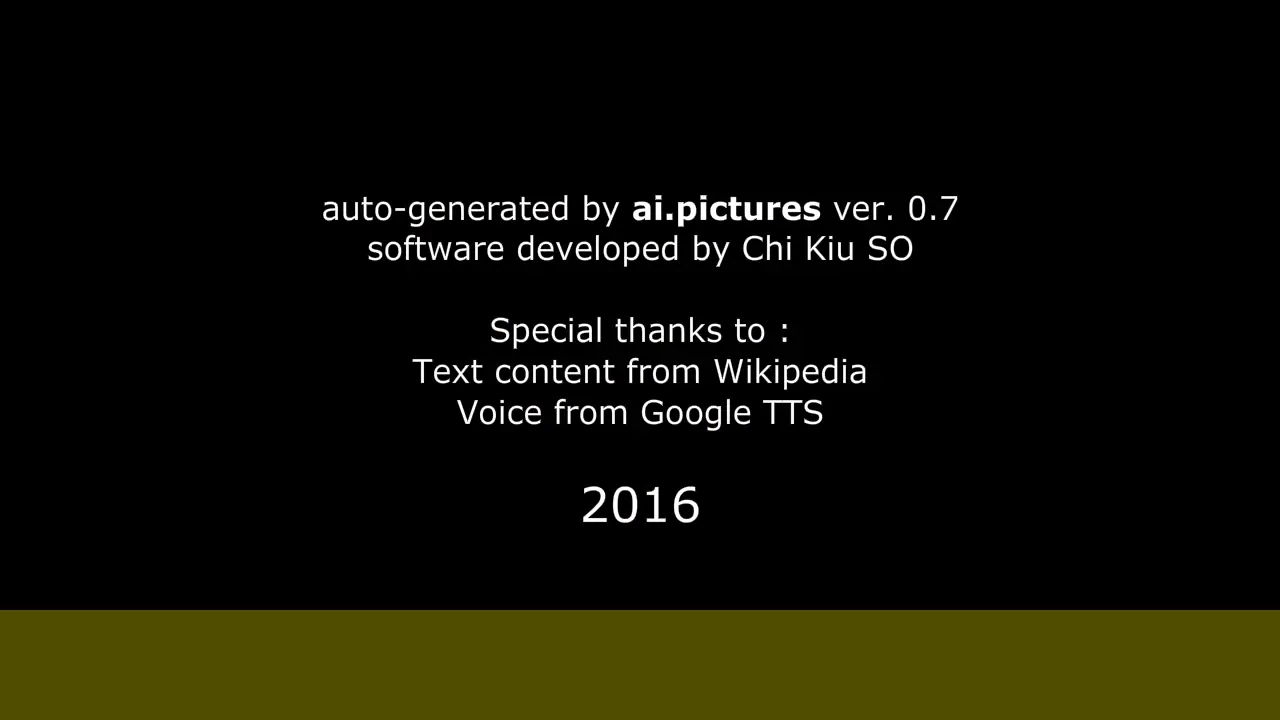 auto-generated by ai.pictures ver. 0.7
software developed by Chi Kiu SO
Special thanks to :
Text content from Wikipedia
Voice from Google TTS
2016